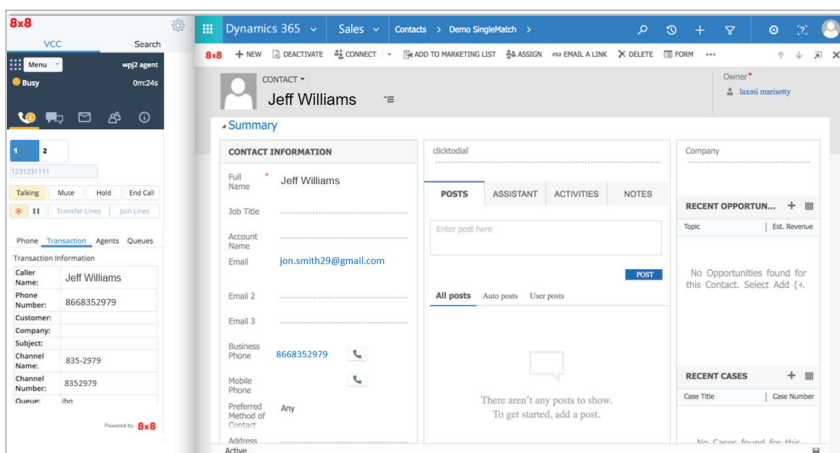 8x8
VCC Search
Menu wpj2 agent
Busy 0m:24s
1 2
1231231111
Talking Mute Hold End Call
Transfer Lines Join Lines
Phone Transaction Agents Queues
Transaction Information
Caller Name: Jeff Williams
Phone Number: 8668352979
Customer:
Company:
Subject:
Channel Name: 835-2979
Channel Number: 8352979
Queue: ibq
Powered by 8x8
Dynamics 365 Sales Contacts > Demo SingleMatch >
8x8 + NEW DEACTIVATE CONNECT ADD TO MARKETING LIST ASSIGN EMAIL A LINK DELETE FORM ...
CONTACT
Jeff Williams
Owner*
laxmi marisetty
Summary
CONTACT INFORMATION
Full Name * Jeff Williams
Job Title
Account Name
Email jon.smith29@gmail.com
Email 2
Email 3
Business Phone 8668352979
Mobile Phone
Preferred Method of Contact Any
Address
Active
clicktodial
POSTS ASSISTANT ACTIVITIES NOTES
Enter post here
POST
All posts Auto posts User posts
There aren't any posts to show.
To get started, add a post.
Company
RECENT OPPORTUN... +
Topic Est. Revenue
No Opportunities found for
this Contact. Select Add (+.
RECENT CASES +
Case Title Case Number
No Cases found for this